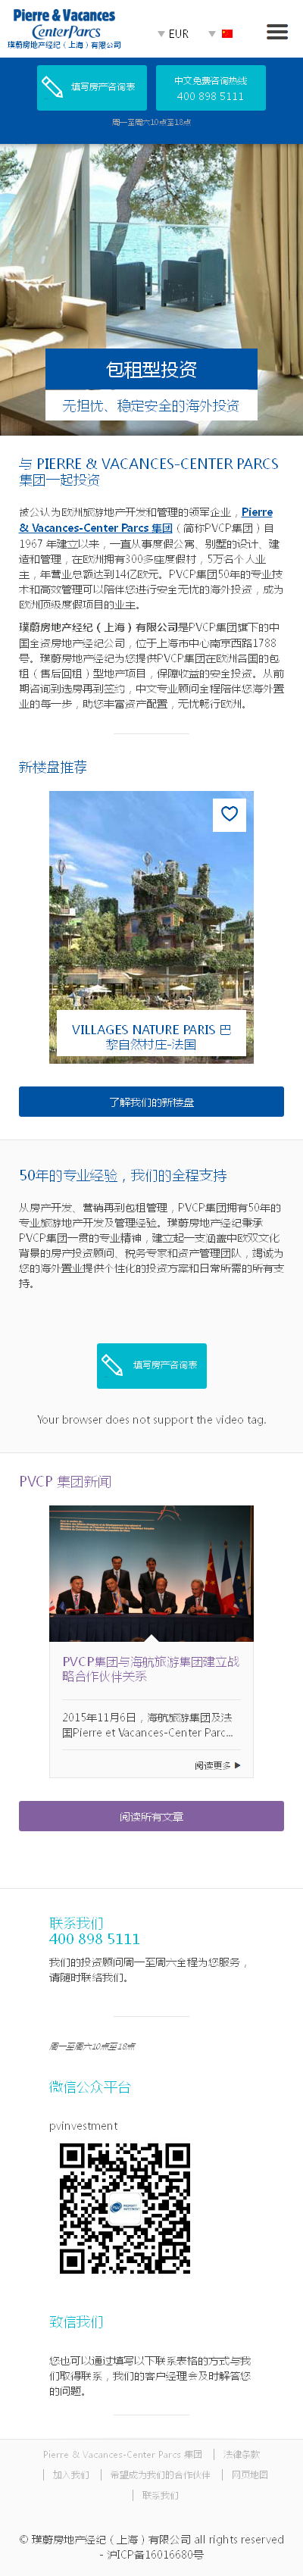 Pierre & Vacances
CenterParcs
璞蔚房地产经纪（上海）有限公司
EUR
填写房产咨询表
中文免费咨询热线
400 898 5111
周一至周六10点至18点
包租型投资
无担忧、稳定安全的海外投资
与 PIERRE & VACANCES-CENTER PARCS
集团一起投资
被公认为欧洲旅游地产开发和管理的领军企业，Pierre
& Vacances-Center Parcs 集团（简称PVCP集团）自
1967 年建立以来，一直从事度假公寓、别墅的设计、建
造和管理，在欧洲拥有300多座度假村，5万名个人业
主，年营业总额达到14亿欧元。PVCP集团50年的专业技
术和高效管理可以陪伴您进行安全无忧的海外投资，成为
欧洲顶级度假项目的业主。
璞蔚房地产经纪（上海）有限公司是PVCP集团旗下的中
国全资房地产经纪公司，位于上海市中心南京西路1788
号。璞蔚房地产经纪为您提供PVCP集团在欧洲各国的包
租（售后回租）型地产项目，保障收益的安全投资。从前
期咨询到选房再到签约，中文专业顾问全程陪伴您海外置
业的每一步，助您丰富资产配置，无忧畅行欧洲。
新楼盘推荐
VILLAGES NATURE PARIS 巴
黎自然村庄-法国
了解我们的新楼盘
50年的专业经验，我们的全程支持
从房产开发、营销再到包租管理，PVCP集团拥有50年的
专业旅游地产开发及管理经验。璞蔚房地产经纪秉承
PVCP集团一贯的专业精神，建立起一支涵盖中欧双文化
背景的房产投资顾问、税务专家和资产管理团队，竭诚为
您的海外置业提供个性化的投资方案和日常所需的所有支
持。
填写房产咨询表
Your browser does not support the video tag.
PVCP 集团新闻
PVCP集团与海航旅游集团建立战
略合作伙伴关系
2015年11月6日，海航旅游集团及法
国Pierre et Vacances-Center Parc...
阅读更多
阅读所有文章
联系我们
400 898 5111
我们的投资顾问周一至周六全程为您服务，
请随时联络我们。
周一至周六10点至18点
微信公众平台
pvinvestment
致信我们
您也可以通过填写以下联系表格的方式与我
们取得联系，我们的客户经理会及时解答您
的问题。
Pierre & Vacances-Center Parcs 集团 | 法律条款
| 加入我们 | 希望成为我们的合作伙伴 | 网页地图
| 联系我们
© 璞蔚房地产经纪（上海）有限公司 all rights reserved
- 沪ICP备16016680号